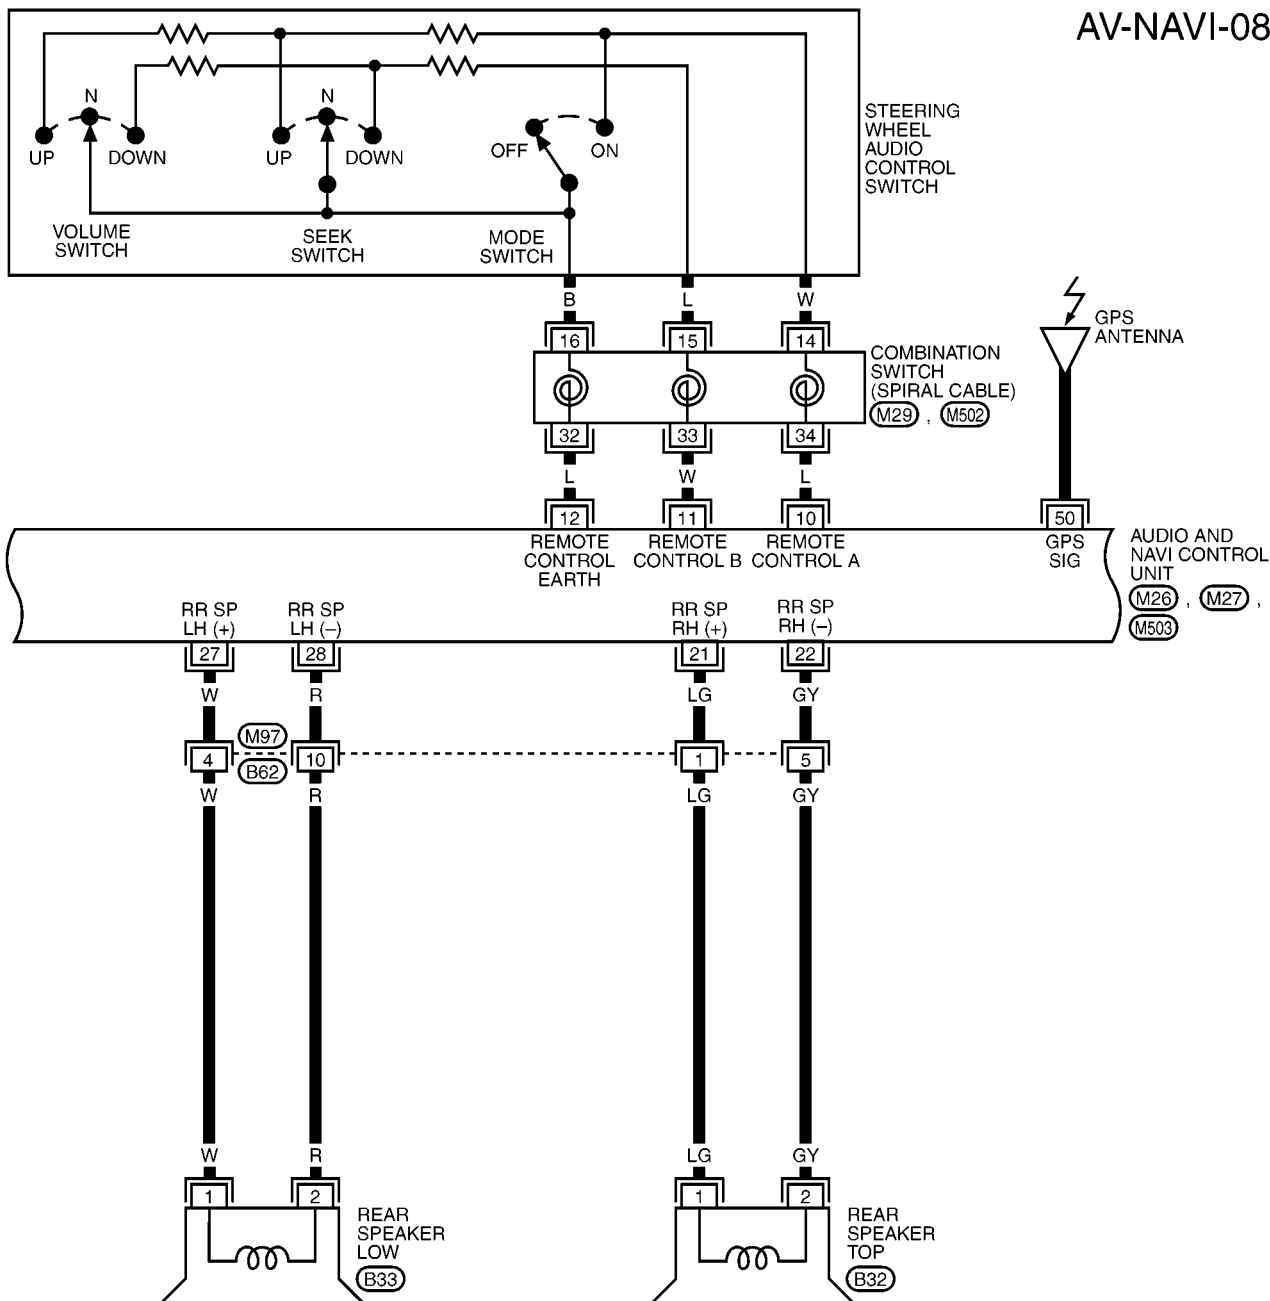 AV-NAVI-08
N
N
UP
DOWN
UP
DOWN
OFF
ON
VOLUME
SWITCH
SEEK
SWITCH
MODE
SWITCH
STEERING
WHEEL
AUDIO
CONTROL
SWITCH
B
L
W
16
15
14
COMBINATION
SWITCH
(SPIRAL CABLE)
M29 , M502
32
33
34
L
W
L
GPS
ANTENNA
12
11
10
50
REMOTE
CONTROL
EARTH
REMOTE
CONTROL B
REMOTE
CONTROL A
GPS
SIG
AUDIO AND
NAVI CONTROL
UNIT
M26 , M27 ,
M503
RR SP
LH (+)
RR SP
LH (–)
RR SP
RH (+)
RR SP
RH (–)
27
28
21
22
W
R
LG
GY
M97
4
10
1
5
B62
W
R
LG
GY
W
R
LG
GY
1
2
1
2
REAR
SPEAKER
LOW
B33
REAR
SPEAKER
TOP
B32